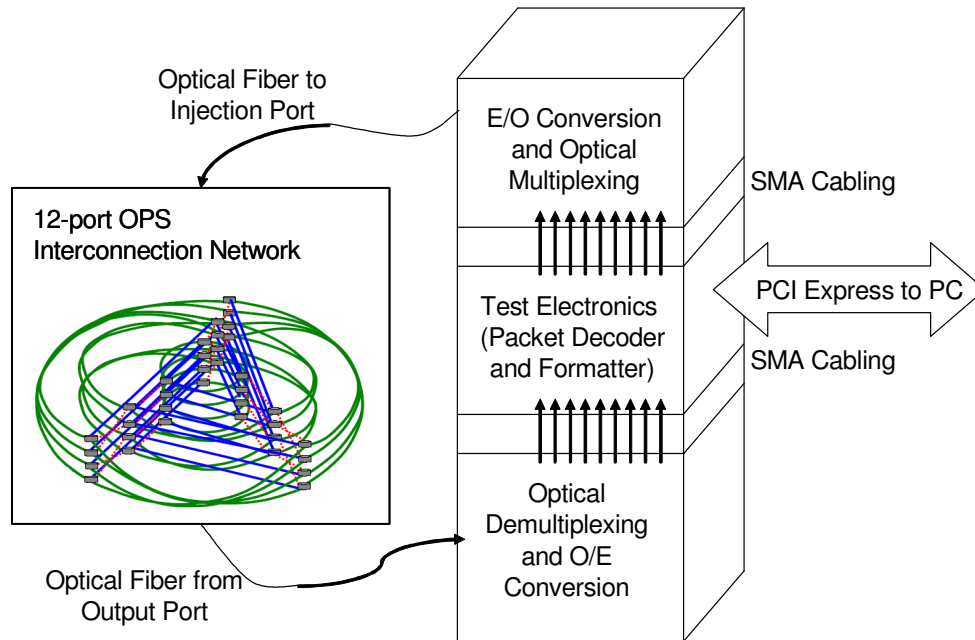 Optical Fiber to
Injection Port
E/O Conversion
and Optical
Multiplexing
SMA Cabling
12-port OPS
Interconnection Network
Test Electronics
(Packet Decoder
and Formatter)
PCI Express to PC
SMA Cabling
Optical
Demultiplexing
and O/E
Conversion
Optical Fiber from
Output Port